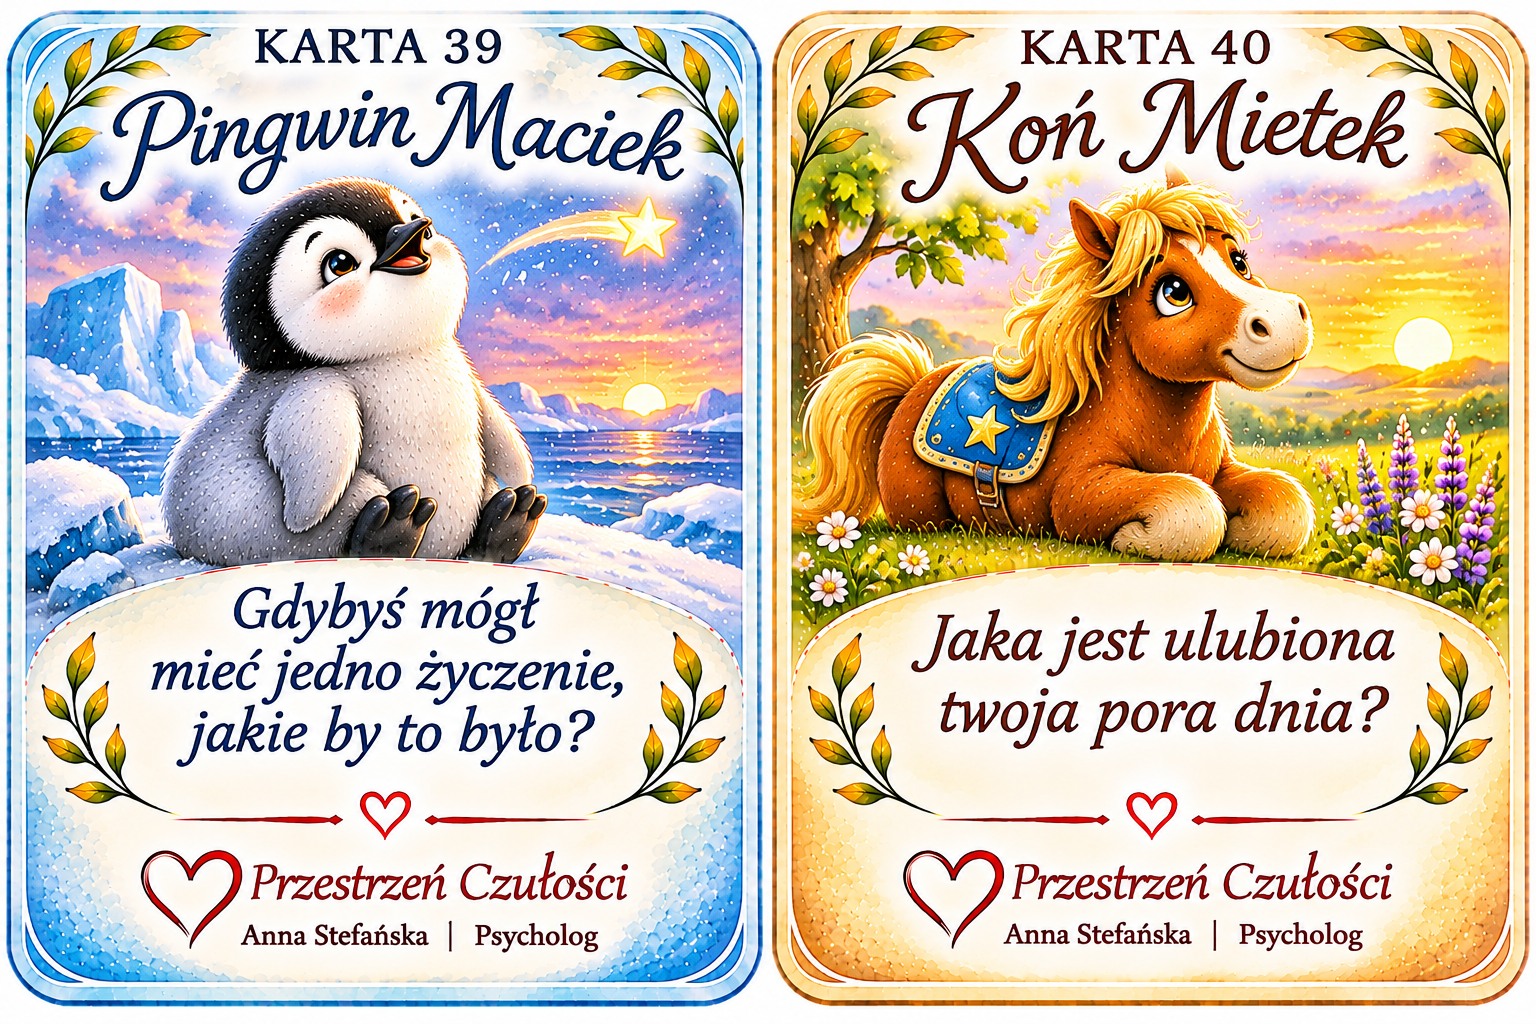 KARTA 39
Pingwin Maciek
Gdybyś mógł
mieć jedno życzenie,
jakie by to było?
Przestrzeń Czułości
Anna Stefańska | Psycholog
KARTA 40
Koń Mietek
Jaka jest ulubiona
twoja pora dnia?
Przestrzeń Czułości
Anna Stefańska | Psycholog